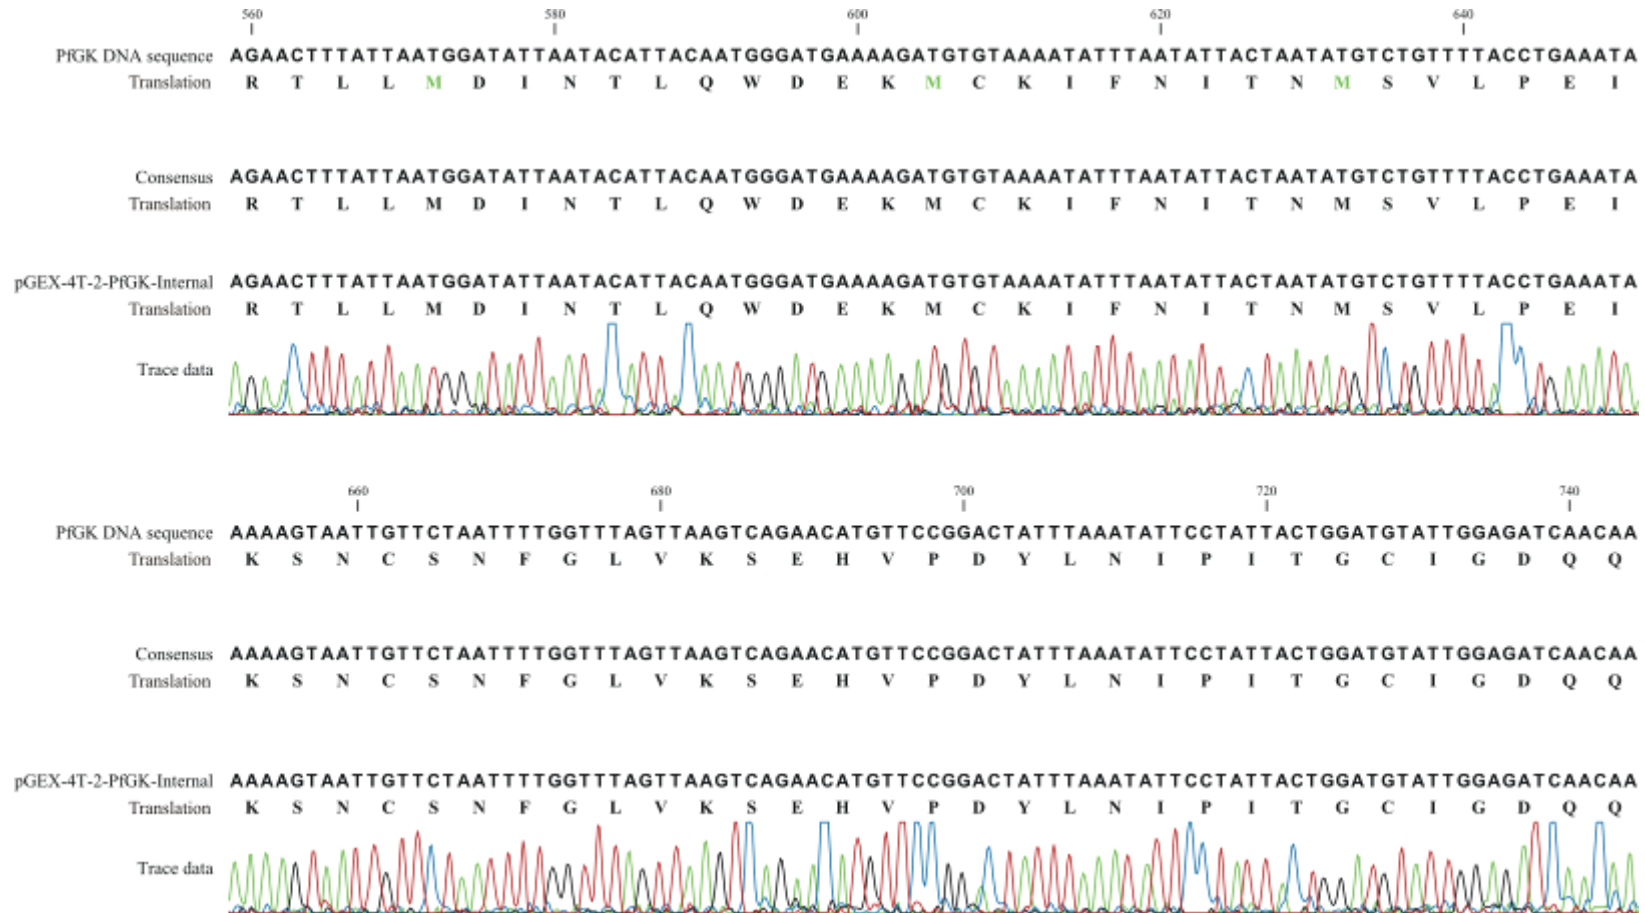 560 580 600 620 640
PfGK DNA sequence AGAACTTTATTAATGGATATTAATACATTACAATGGGATGAAAAGATGTGTAAAATATTTAATATTACTAATATGTCTGTTTTACCTGAAATA
Translation R T L L M D I N T L Q W D E K M C K I F N I T N M S V L P E I
Consensus AGAACTTTATTAATGGATATTAATACATTACAATGGGATGAAAAGATGTGTAAAATATTTAATATTACTAATATGTCTGTTTTACCTGAAATA
Translation R T L L M D I N T L Q W D E K M C K I F N I T N M S V L P E I
pGEX-4T-2-PfGK-Internal AGAACTTTATTAATGGATATTAATACATTACAATGGGATGAAAAGATGTGTAAAATATTTAATATTACTAATATGTCTGTTTTACCTGAAATA
Translation R T L L M D I N T L Q W D E K M C K I F N I T N M S V L P E I
Trace data
660 680 700 720 740
PfGK DNA sequence AAAAGTAATTGTTCTAATTTTGGTTTAGTTAAGTCAGAACATGTTCCGGACTATTTAAATATTCCTATTACTGGATGTATTGGAGATCAACAA
Translation K S N C S N F G L V K S E H V P D Y L N I P I T G C I G D Q Q
Consensus AAAAGTAATTGTTCTAATTTTGGTTTAGTTAAGTCAGAACATGTTCCGGACTATTTAAATATTCCTATTACTGGATGTATTGGAGATCAACAA
Translation K S N C S N F G L V K S E H V P D Y L N I P I T G C I G D Q Q
pGEX-4T-2-PfGK-Internal AAAAGTAATTGTTCTAATTTTGGTTTAGTTAAGTCAGAACATGTTCCGGACTATTTAAATATTCCTATTACTGGATGTATTGGAGATCAACAA
Translation K S N C S N F G L V K S E H V P D Y L N I P I T G C I G D Q Q
Trace data